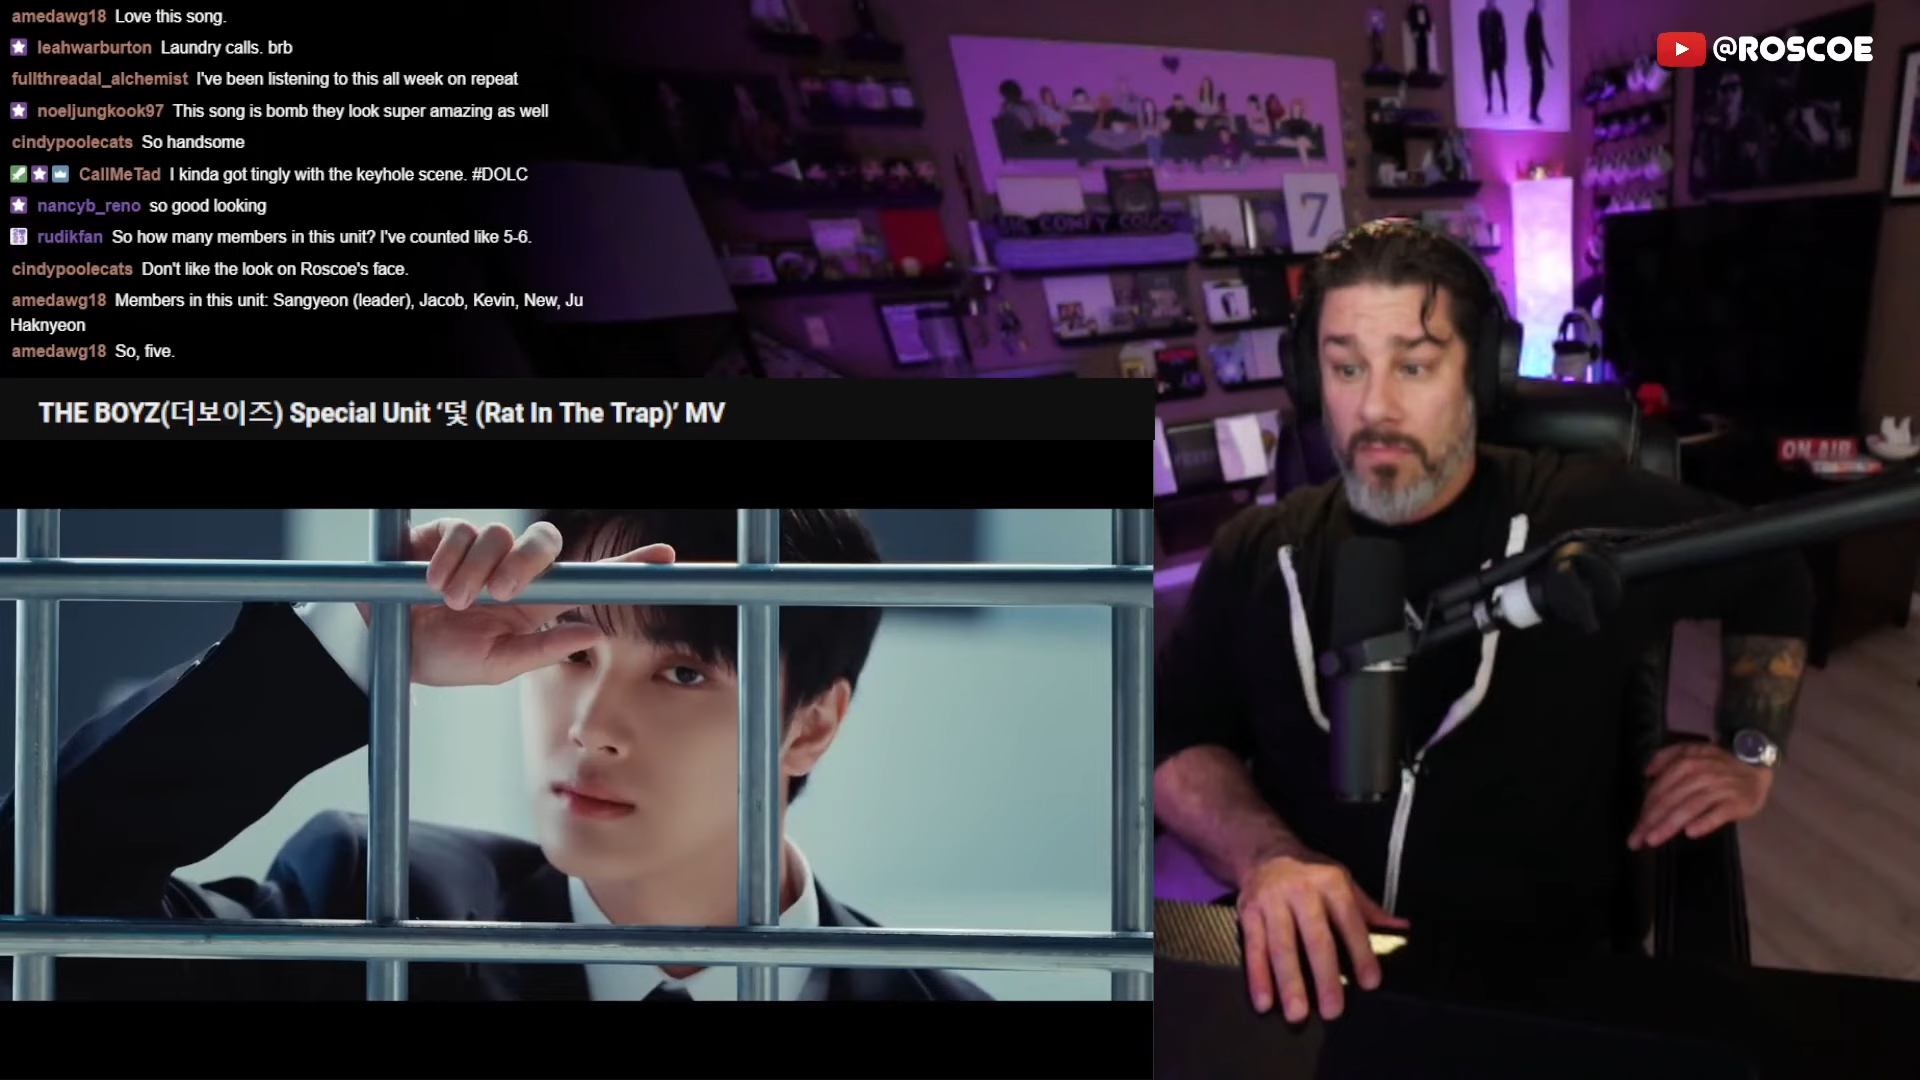 amedawg18 Love this song.
leahwarburton Laundry calls. brb
fullthreadal_alchemist I've been listening to this all week on repeat
noeljungkook97 This song is bomb they look super amazing as well
cindypoolecats So handsome
CallMeTad I kinda got tingly with the keyhole scene. #DOLC
nancyb_reno so good looking
rudikfan So how many members in this unit? I've counted like 5-6.
cindypoolecats Don't like the look on Roscoe's face.
amedawg18 Members in this unit: Sangyeon (leader), Jacob, Kevin, New, Ju
Haknyeon
amedawg18 So, five.
@ROSCOE
7
COMFY COUCH
ON AIR
THE BOYZ(더보이즈) Special Unit ‘덫 (Rat In The Trap)’ MV